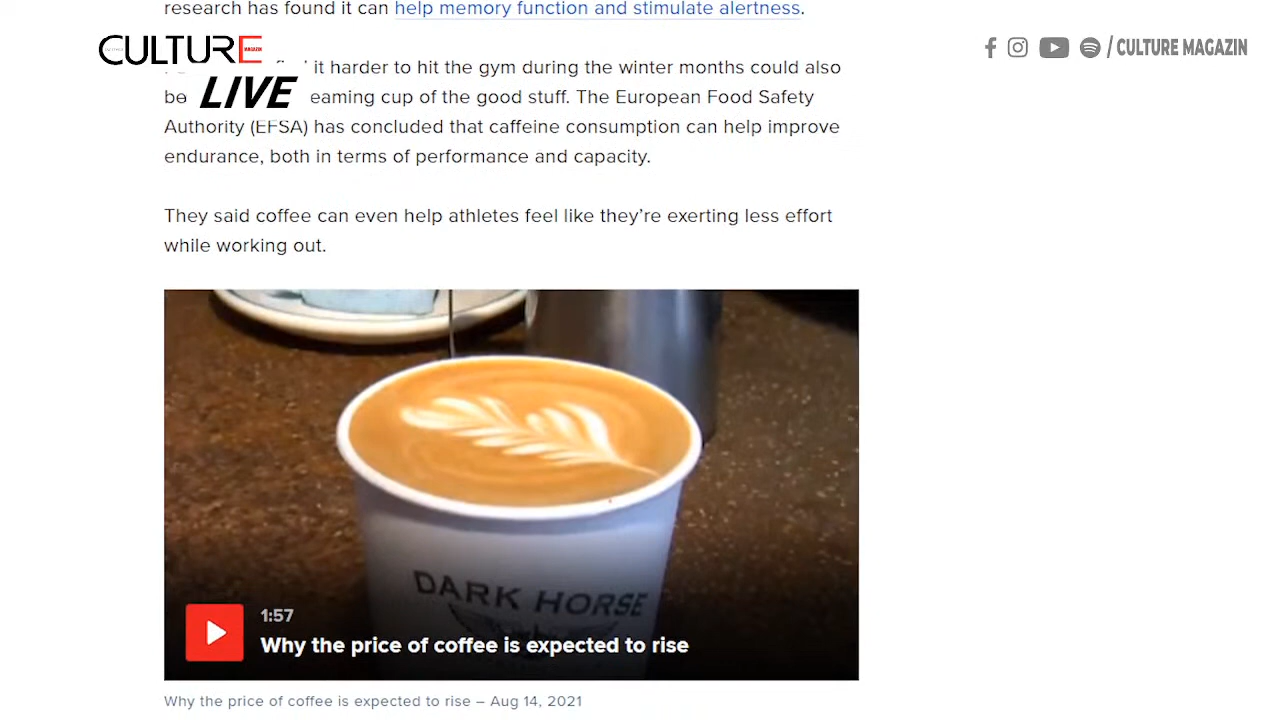 research has found it can help memory function and stimulate alertness.
CULTURE
MAGAZIN
/ CULTURE MAGAZIN
it harder to hit the gym during the winter months could also
LIVE
be eaming cup of the good stuff. The European Food Safety
Authority (EFSA) has concluded that caffeine consumption can help improve
endurance, both in terms of performance and capacity.
They said coffee can even help athletes feel like they’re exerting less effort
while working out.
DARK HORSE
1:57
Why the price of coffee is expected to rise
Why the price of coffee is expected to rise – Aug 14, 2021